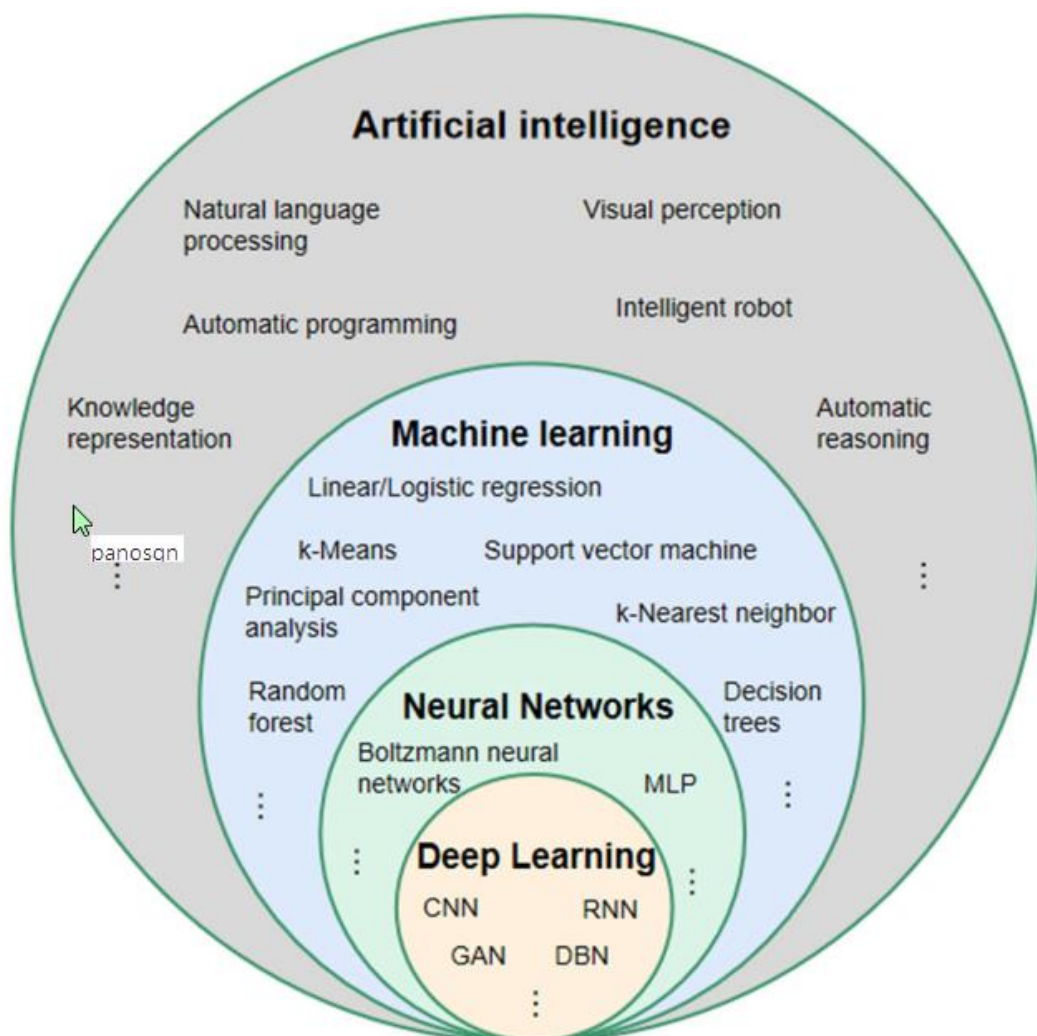 Artificial intelligence
Natural language
processing
Visual perception
Automatic programming
Intelligent robot
Knowledge
representation
Automatic
reasoning
panosgn
⋮
⋮
Machine learning
Linear/Logistic regression
k-Means
Support vector machine
Principal component
analysis
k-Nearest neighbor
Random
forest
Decision
trees
⋮
⋮
Neural Networks
Boltzmann neural
networks
MLP
⋮
⋮
Deep Learning
CNN
RNN
GAN
DBN
⋮